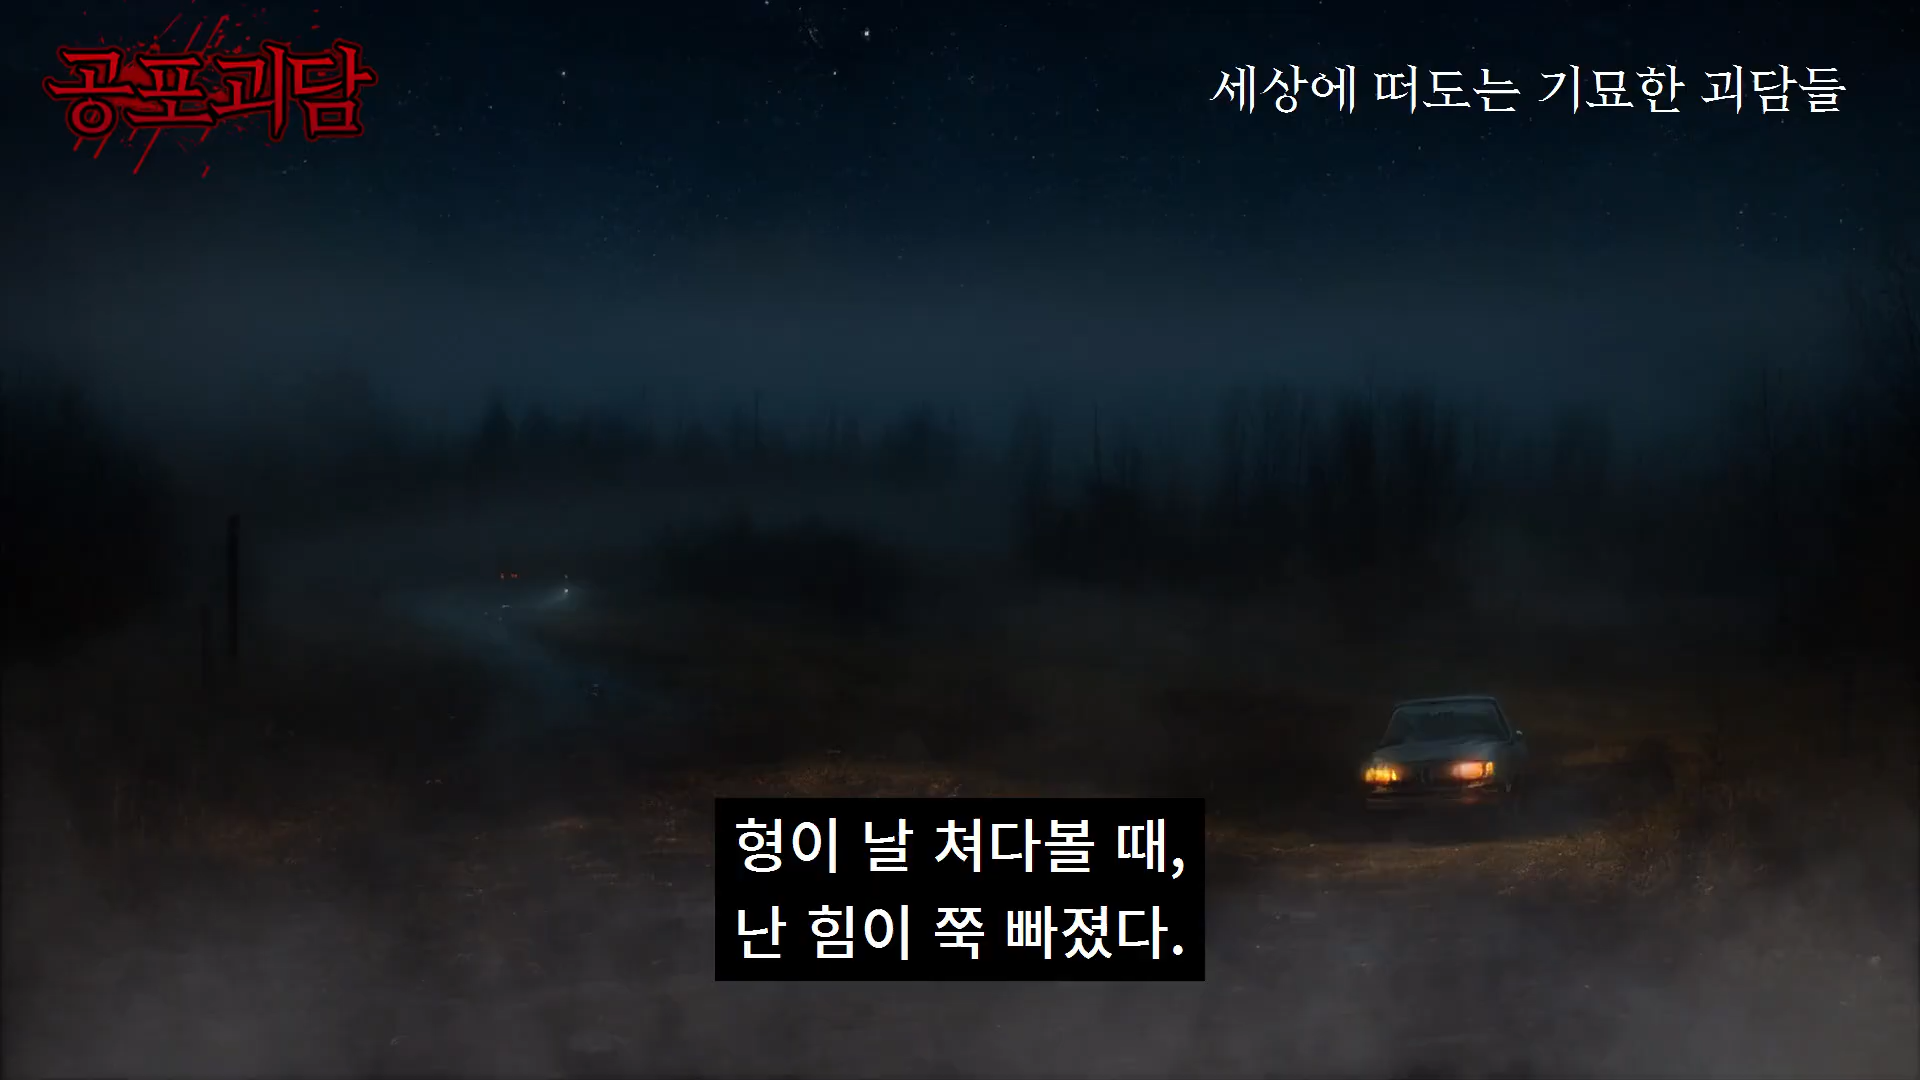 공포괴담
세상에 떠도는 기묘한 괴담들
형이 날 쳐다볼 때,
난 힘이 쭉 빠졌다.